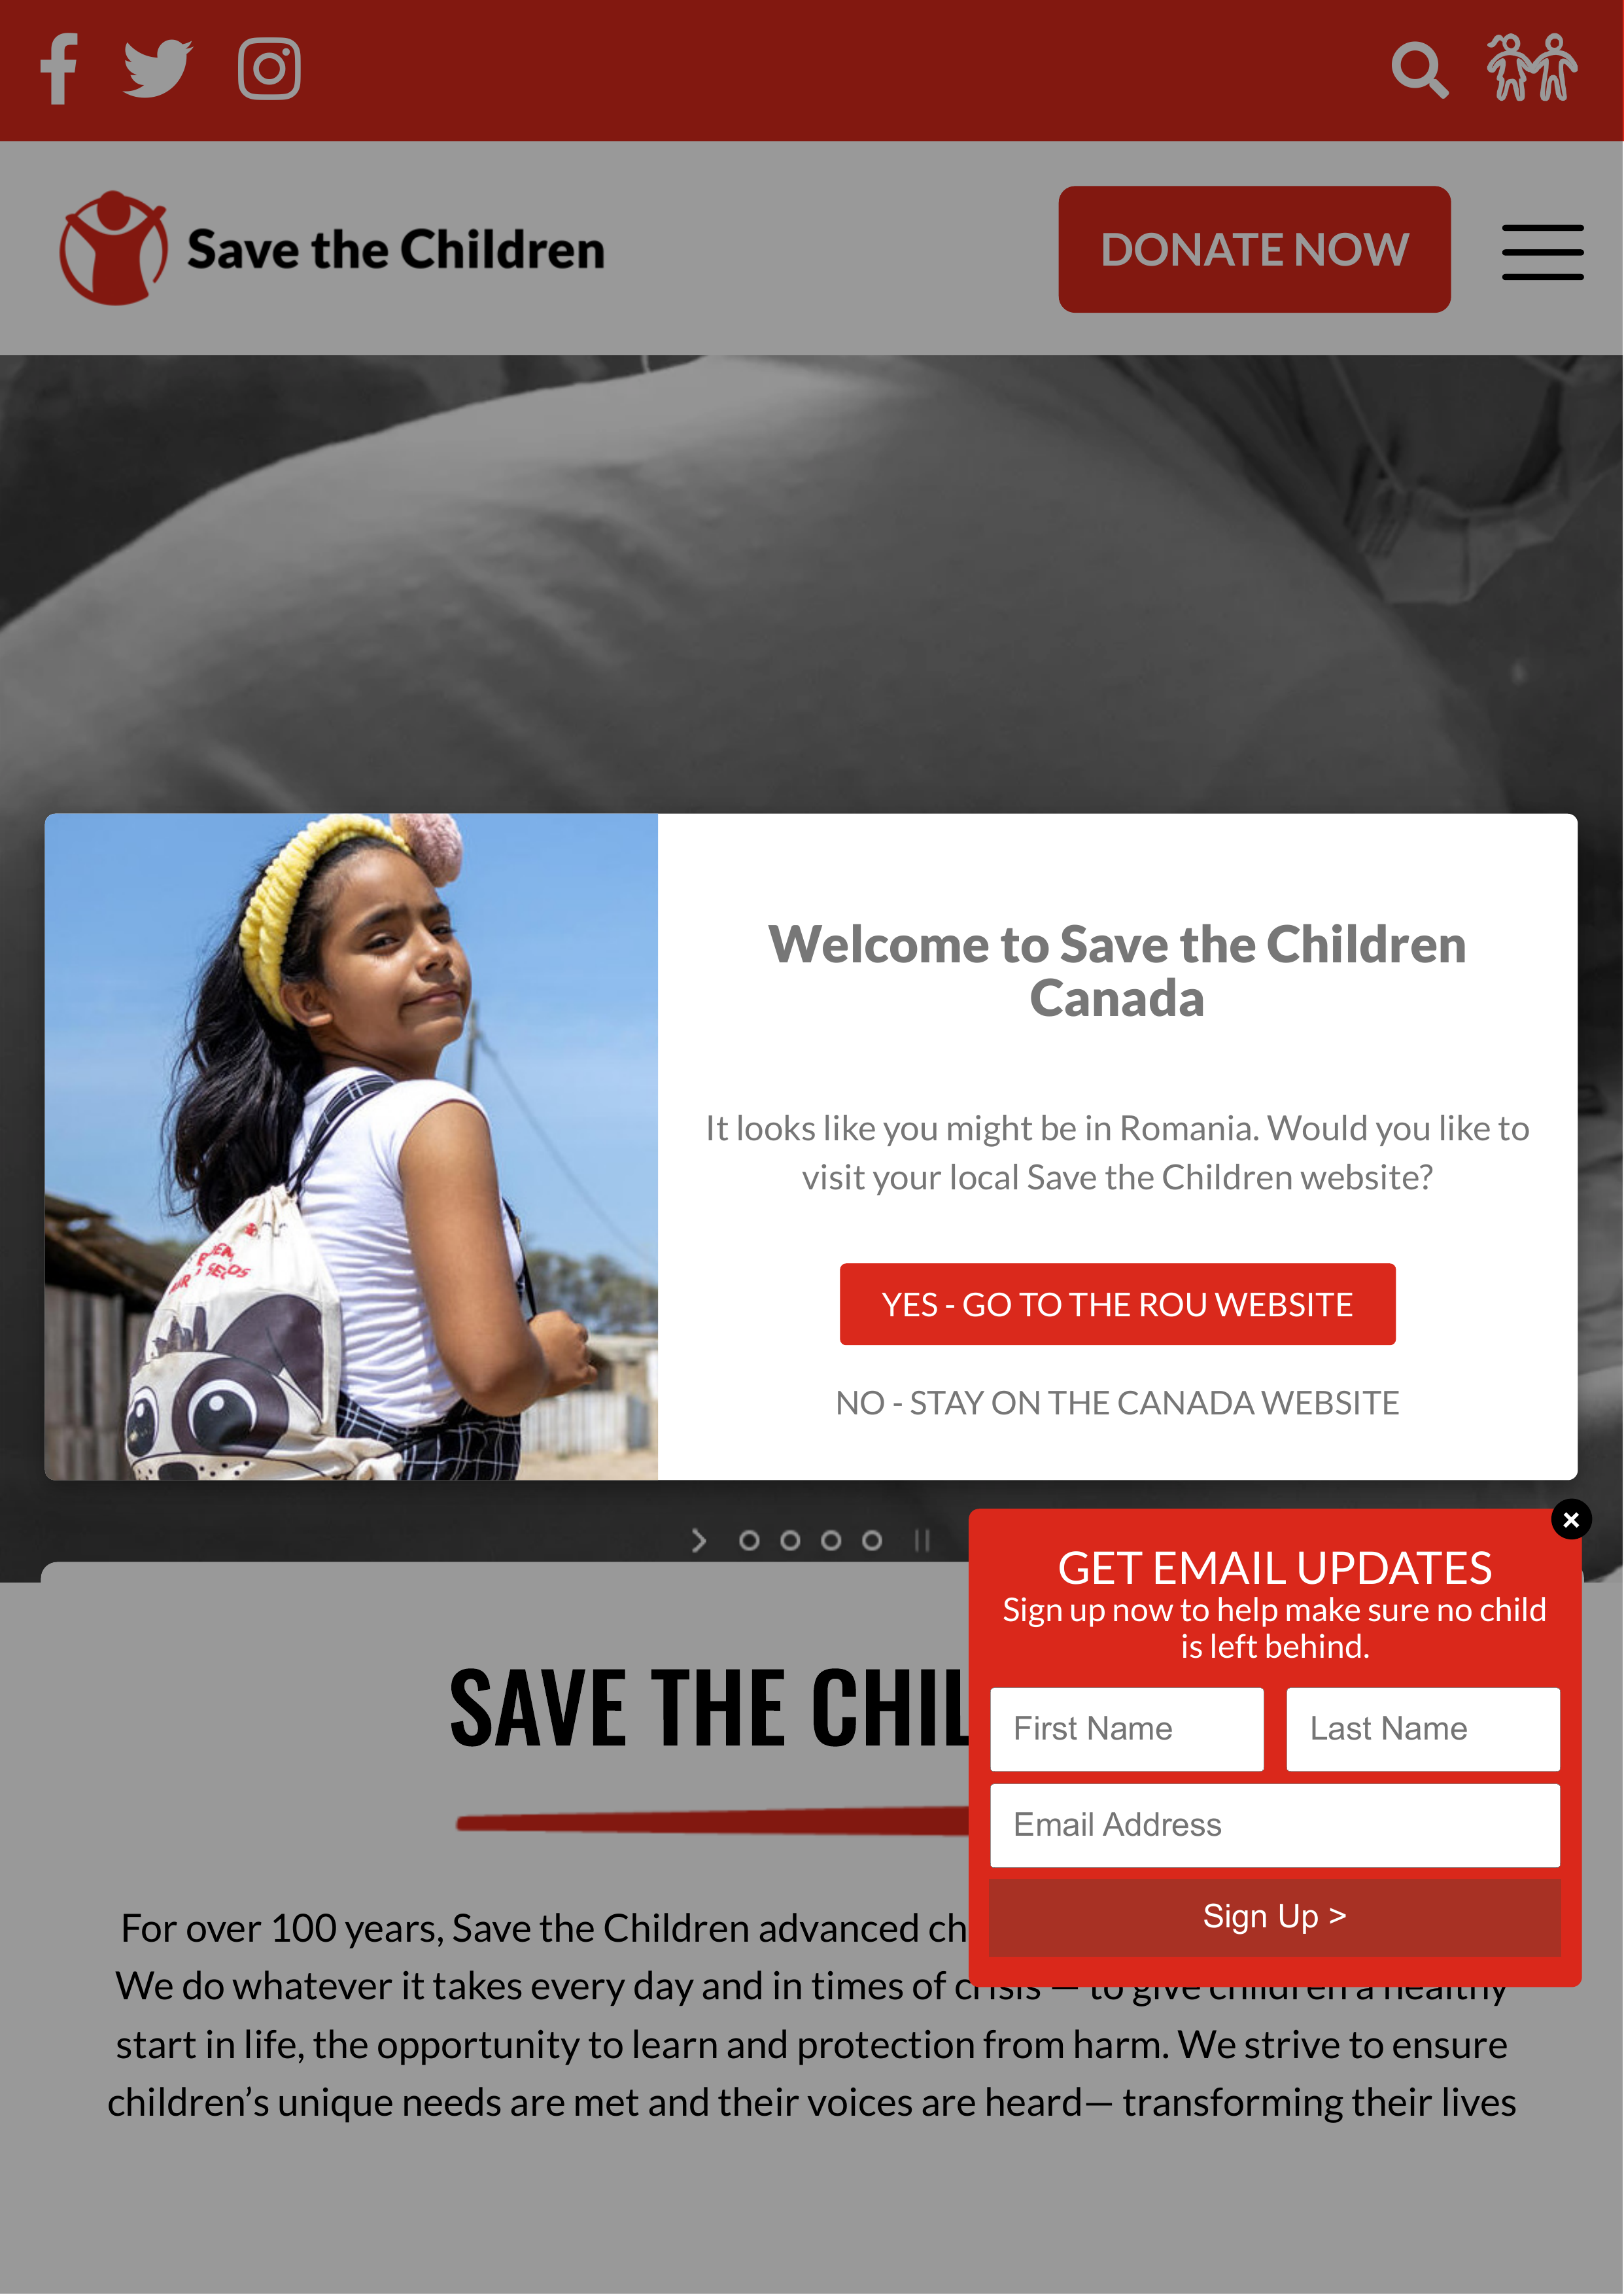 Save the Children
DONATE NOW
Welcome to Save the Children
Canada
It looks like you might be in Romania. Would you like to
visit your local Save the Children website?
YES - GO TO THE ROU WEBSITE
NO - STAY ON THE CANADA WEBSITE
GET EMAIL UPDATES
Sign up now to help make sure no child
is left behind.
First Name
Last Name
Email Address
Sign Up >
SAVE THE CHIL
For over 100 years, Save the Children advanced ch
We do whatever it takes every day and in times of crisis — to give children a healthy
start in life, the opportunity to learn and protection from harm. We strive to ensure
children’s unique needs are met and their voices are heard— transforming their lives